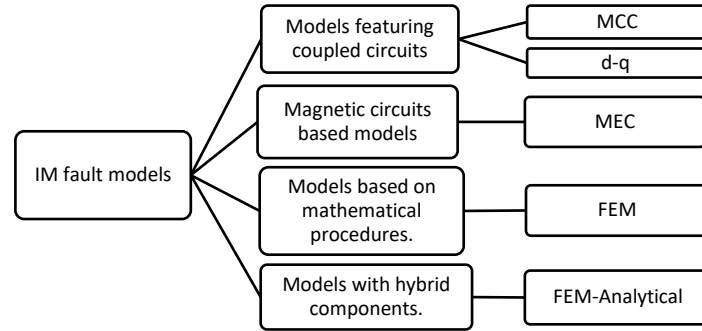 IM fault models
Models featuring
coupled circuits
MCC
d-q
Magnetic circuits
based models
MEC
Models based on
mathematical
procedures.
FEM
Models with hybrid
components.
FEM-Analytical